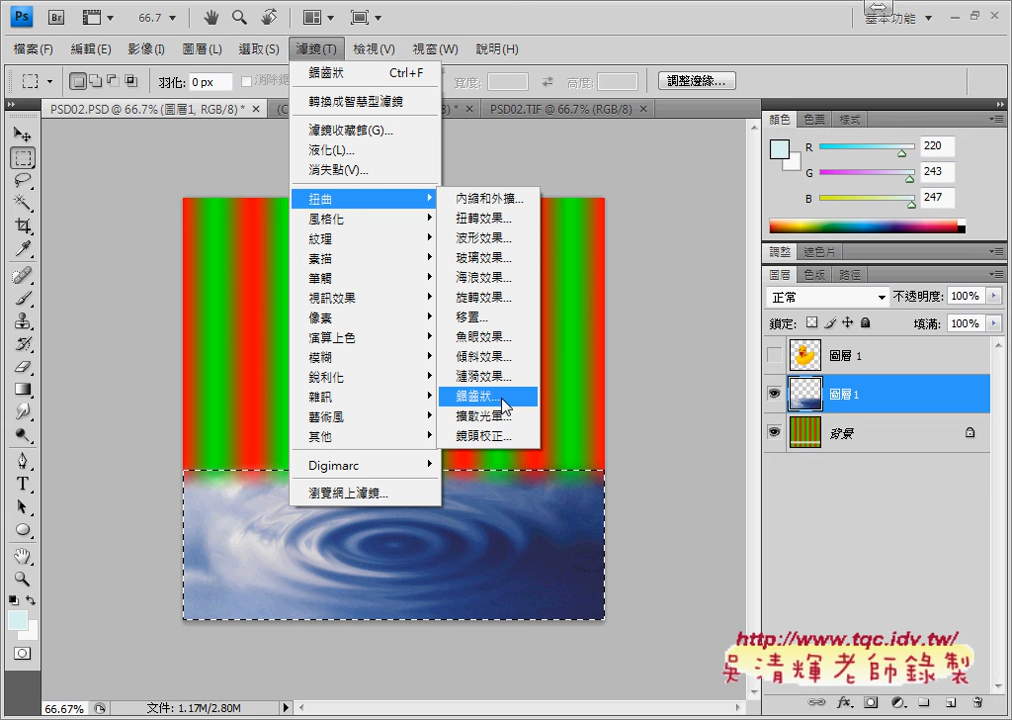 Ps Br 66.7 基本功能
檔案(F) 編輯(E) 影像(I) 圖層(L) 選取(S) 濾鏡(T) 檢視(V) 視窗(W) 說明(H)
羽化: 0 px 消除鋸 寬度: 高度: 調整邊緣...
PSD02.PSD @ 66.7% (圖層1, RGB/8) * × B/8) * × PSD02.TIF @ 66.7% (RGB/8) ×
鋸齒狀 Ctrl+F
轉換成智慧型濾鏡
濾鏡收藏館(G)...
液化(L)...
消失點(V)...
扭曲
風格化
紋理
素描
筆觸
視訊效果
像素
演算上色
模糊
銳利化
雜訊
藝術風
其他
Digimarc
瀏覽網上濾鏡...
內縮和外擴...
扭轉效果...
波形效果...
玻璃效果...
海浪效果...
旋轉效果...
移置...
魚眼效果...
傾斜效果...
漣漪效果...
鋸齒狀...
擴散光暈...
鏡頭校正...
顏色 色票 樣式
R 220
G 243
B 247
調整 遮色片
圖層 色版 路徑
正常 不透明度: 100%
鎖定: 填滿: 100%
圖層 1
圖層1
背景
http://www.tqc.idv.tw/
吳清輝老師錄製
66.67% 文件: 1.17M/2.80M